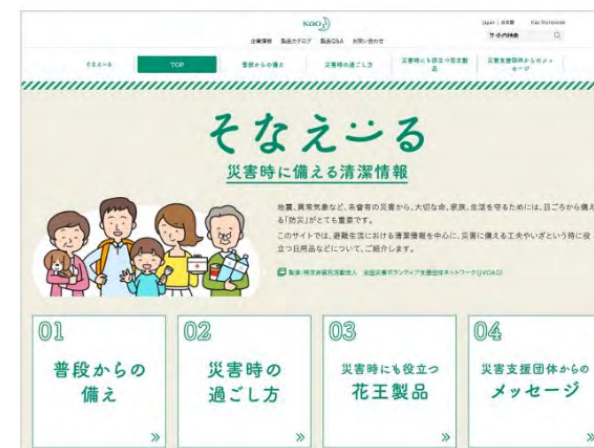 Kao
Japan | 日本語 Kao Worldwide
企業情報 製品カタログ 製品Q&A お問い合わせ
サイト内検索
そなえーる TOP 普段からの備え 災害時の過ごし方 災害時にも役立つ花王製品 災害支援団体からのメッセージ
そなえーる
災害時に備える清潔情報
地震、異常気象など、未曾有の災害から、大切な命、家族、生活を守るためには、日ごろから備え
る「防災」がとても重要です。
このサイトでは、避難生活における清潔情報を中心に、災害に備える工夫やいざという時に役
立つ日用品などについて、ご紹介します。
監修:特定非営利活動法人 全国災害ボランティア支援団体ネットワーク(JVOAD)
01
普段からの
備え
02
災害時の
過ごし方
03
災害時にも役立つ
花王製品
04
災害支援団体からの
メッセージ